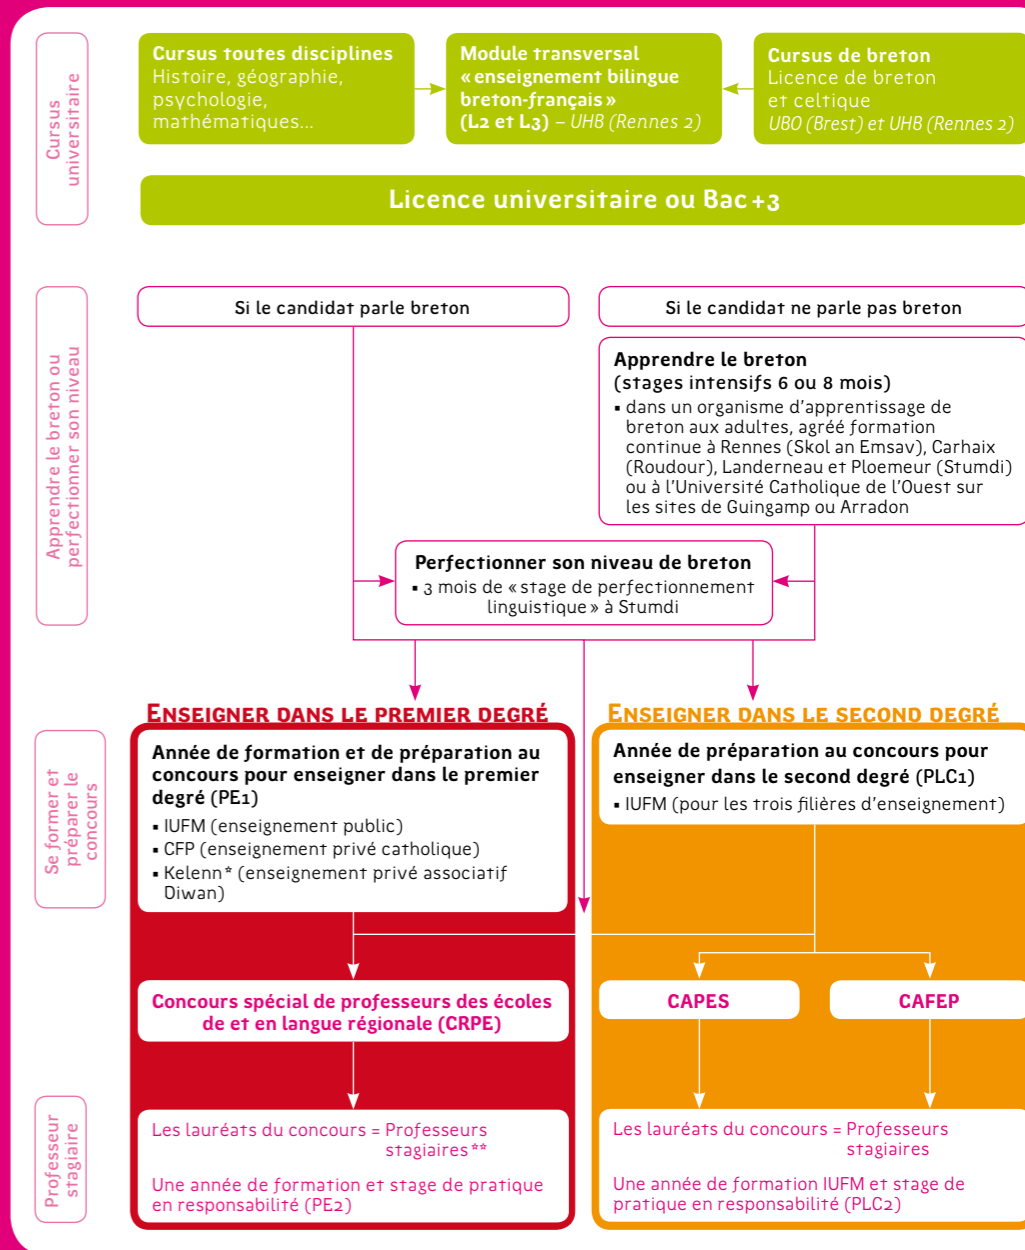 Cursus
universitaire
Cursus toutes disciplines
Histoire, géographie,
psychologie,
mathématiques...
Module transversal
« enseignement bilingue
breton-français »
(L2 et L3) – UHB (Rennes 2)
Cursus de breton
Licence de breton
et celtique
UBO (Brest) et UHB (Rennes 2)
Licence universitaire ou Bac +3
Apprendre le breton ou
perfectionner son niveau
Si le candidat parle breton
Si le candidat ne parle pas breton
Apprendre le breton
(stages intensifs 6 ou 8 mois)
▪ dans un organisme d'apprentissage de
breton aux adultes, agréé formation
continue à Rennes (Skol an Emsav), Carhaix
(Roudour), Landerneau et Ploemeur (Stumdi)
ou à l'Université Catholique de l'Ouest sur
les sites de Guingamp ou Arradon
Perfectionner son niveau de breton
▪ 3 mois de « stage de perfectionnement
linguistique » à Stumdi
Se former et
préparer le
concours
ENSEIGNER DANS LE PREMIER DEGRÉ
Année de formation et de préparation au
concours pour enseigner dans le premier
degré (PE1)
▪ IUFM (enseignement public)
▪ CFP (enseignement privé catholique)
▪ Kelenn* (enseignement privé associatif
Diwan)
ENSEIGNER DANS LE SECOND DEGRÉ
Année de préparation au concours pour
enseigner dans le second degré (PLC1)
▪ IUFM (pour les trois filières d'enseignement)
Concours spécial de professeurs des écoles
de et en langue régionale (CRPE)
CAPES
CAFEP
Professeur
stagiaire
Les lauréats du concours = Professeurs
stagiaires**
Une année de formation et stage de pratique
en responsabilité (PE2)
Les lauréats du concours = Professeurs
stagiaires
Une année de formation IUFM et stage de
pratique en responsabilité (PLC2)